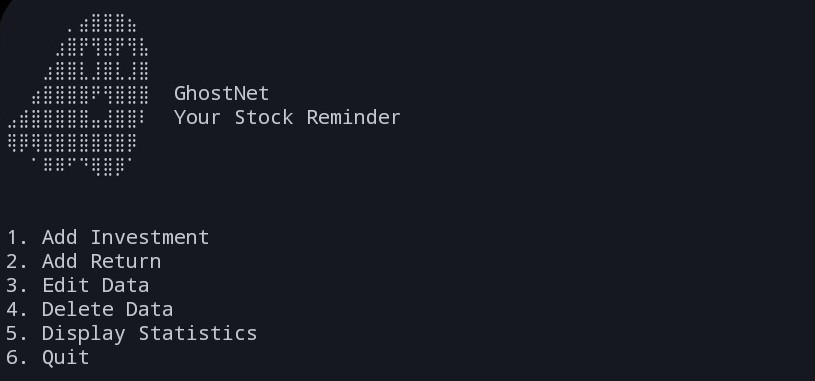 GhostNet
Your Stock Reminder
1. Add Investment
2. Add Return
3. Edit Data
4. Delete Data
5. Display Statistics
6. Quit